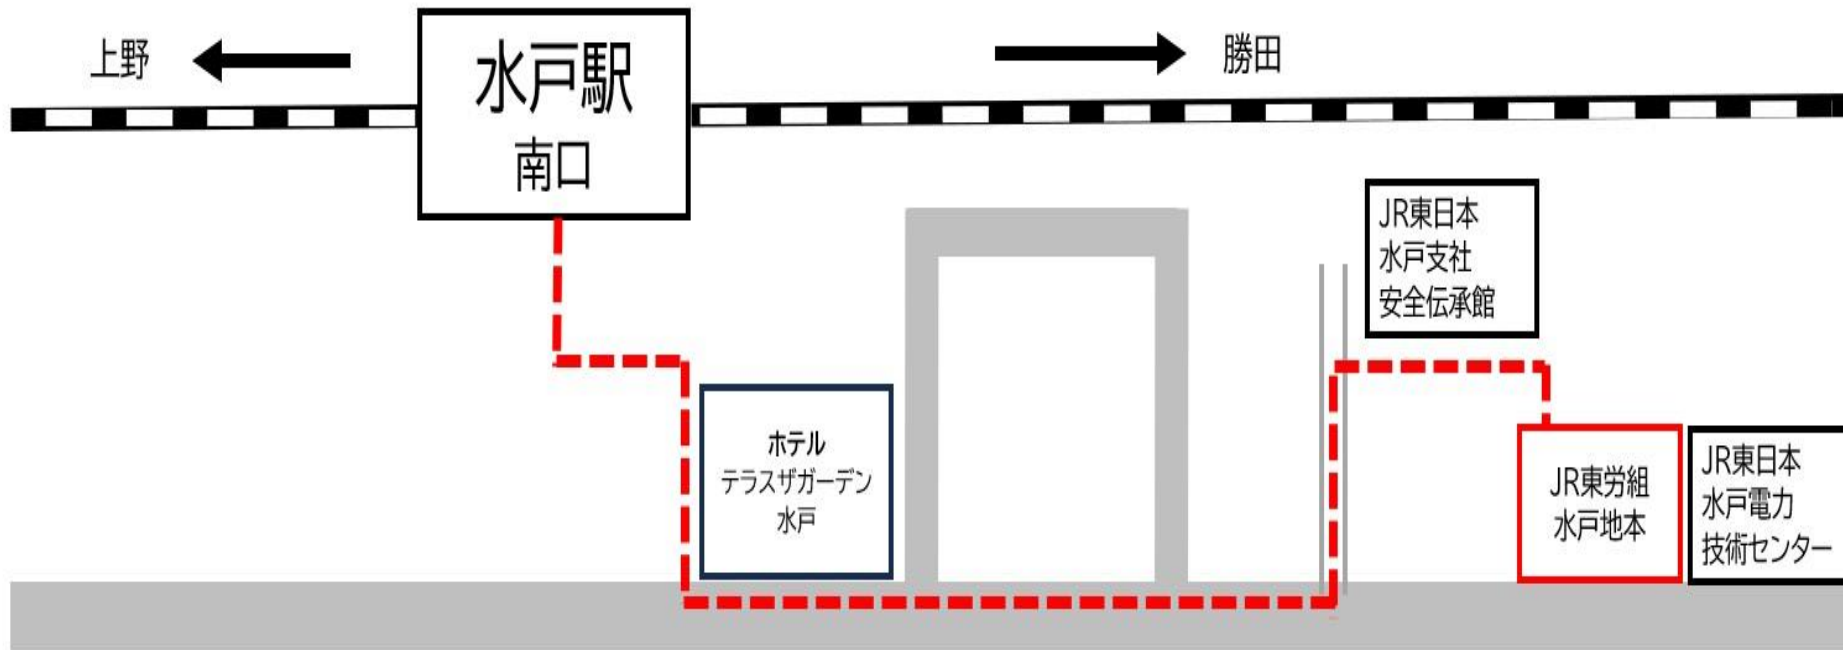 上野
水戸駅
南口
勝田
JR東日本
水戸支社
安全伝承館
ホテル
テラスザガーデン
水戸
JR東労組
水戸地本
JR東日本
水戸電力
技術センター